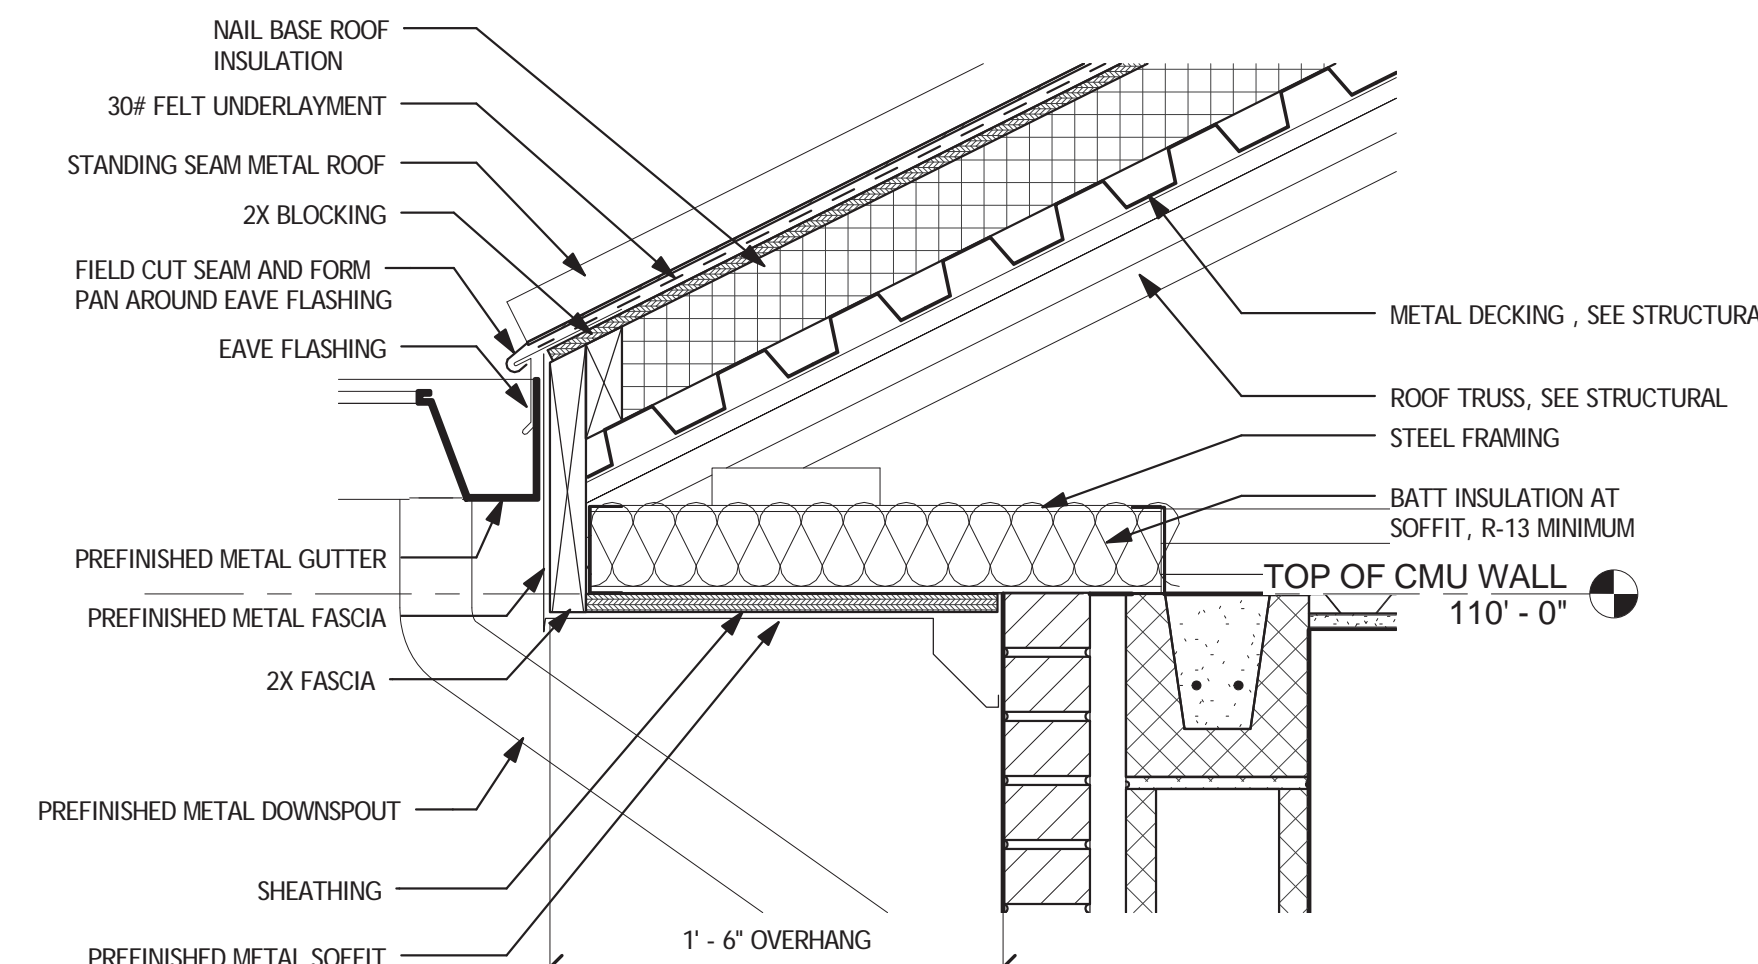 NAIL BASE ROOF
INSULATION
30# FELT UNDERLAYMENT
STANDING SEAM METAL ROOF
2X BLOCKING
FIELD CUT SEAM AND FORM
PAN AROUND EAVE FLASHING
EAVE FLASHING
PREFINISHED METAL GUTTER
PREFINISHED METAL FASCIA
2X FASCIA
PREFINISHED METAL DOWNSPOUT
SHEATHING
PREFINISHED METAL SOFFIT
METAL DECKING , SEE STRUCTURA
ROOF TRUSS, SEE STRUCTURAL
STEEL FRAMING
BATT INSULATION AT
SOFFIT, R-13 MINIMUM
TOP OF CMU WALL
110' - 0"
1' - 6" OVERHANG